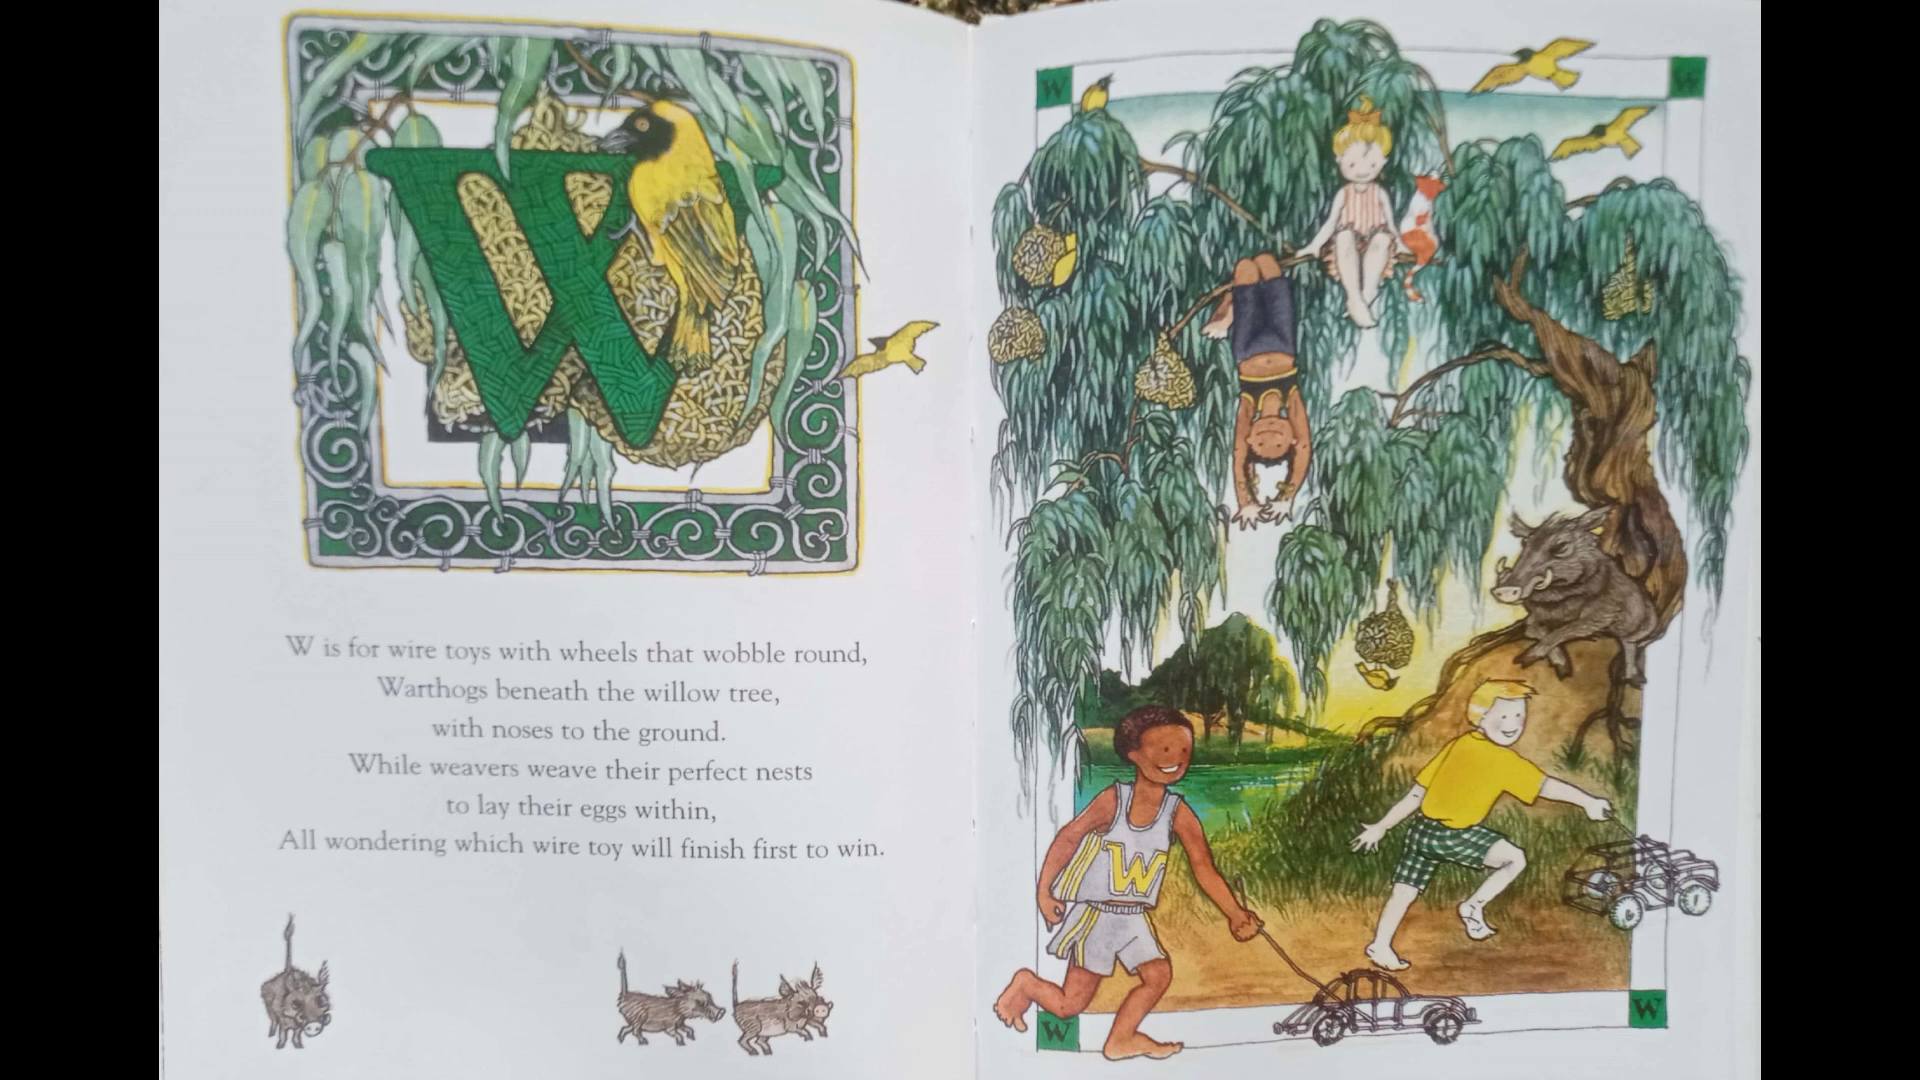 W
W is for wire toys with wheels that wobble round,
Warthogs beneath the willow tree,
with noses to the ground.
While weavers weave their perfect nests
to lay their eggs within,
All wondering which wire toy will finish first to win.
W
W
W
W
W